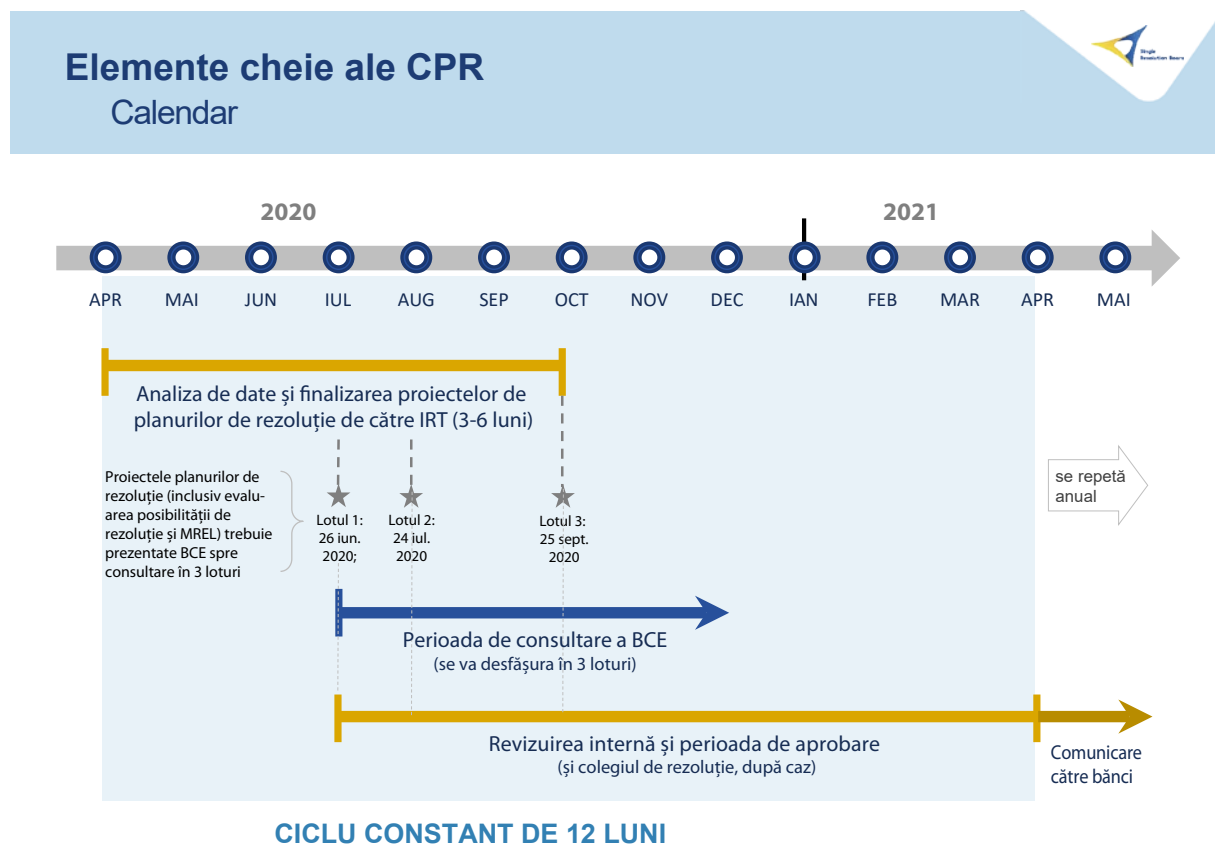 Elemente cheie ale CPR
Calendar
Single
Resolution Board
2020
2021
APR MAI JUN IUL AUG SEP OCT NOV DEC IAN FEB MAR APR MAI
Analiza de date și finalizarea proiectelor de
planurilor de rezoluție de către IRT (3-6 luni)
Proiectele planurilor de
rezoluție (inclusiv evalu-
area posibilității de
rezoluție și MREL) trebuie
prezentate BCE spre
consultare în 3 loturi
Lotul 1:
26 iun.
2020;
Lotul 2:
24 iul.
2020
Lotul 3:
25 sept.
2020
se repetă
anual
Perioada de consultare a BCE
(se va desfășura în 3 loturi)
Revizuirea internă și perioada de aprobare
(și colegiul de rezoluție, după caz)
Comunicare
către bănci
CICLU CONSTANT DE 12 LUNI